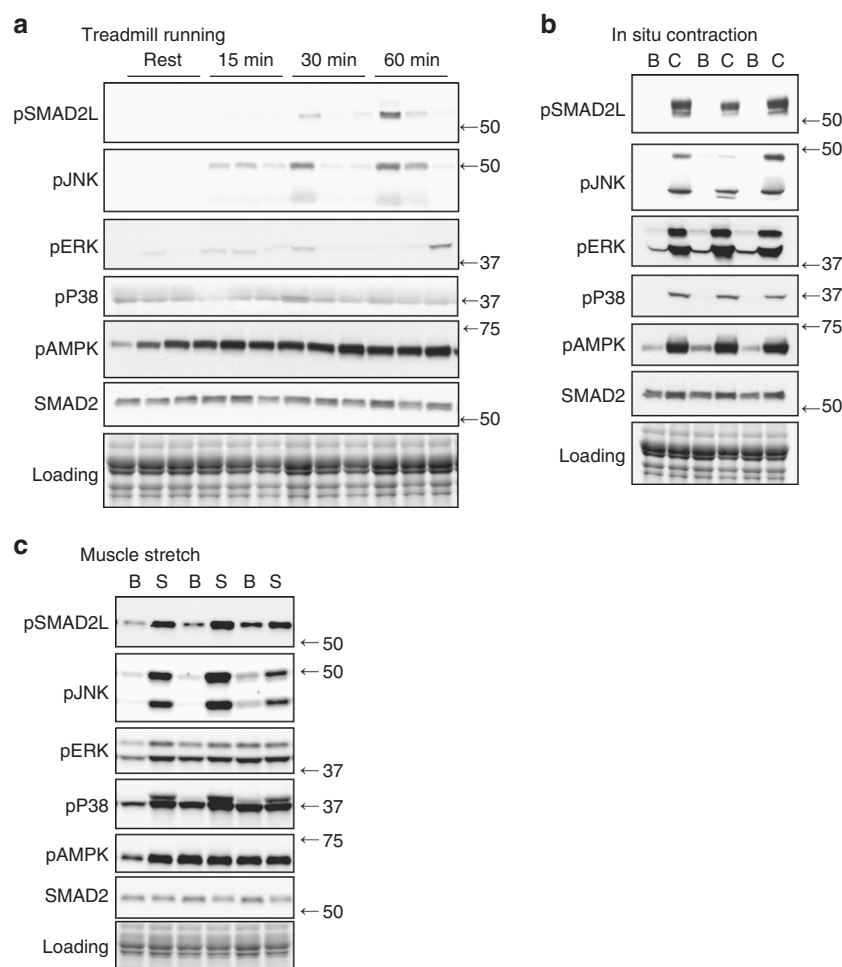 a
Treadmill running
Rest 15 min 30 min 60 min
pSMAD2L ←50
pJNK ←50
pERK ←37
pP38 ←37
pAMPK ←75
SMAD2 ←50
Loading
b
In situ contraction
B C B C B C
pSMAD2L ←50
pJNK ←50
pERK ←37
pP38 ←37
pAMPK ←75
SMAD2 ←50
Loading
c
Muscle stretch
B S B S B S
pSMAD2L ←50
pJNK ←50
pERK ←37
pP38 ←37
pAMPK ←75
SMAD2 ←50
Loading